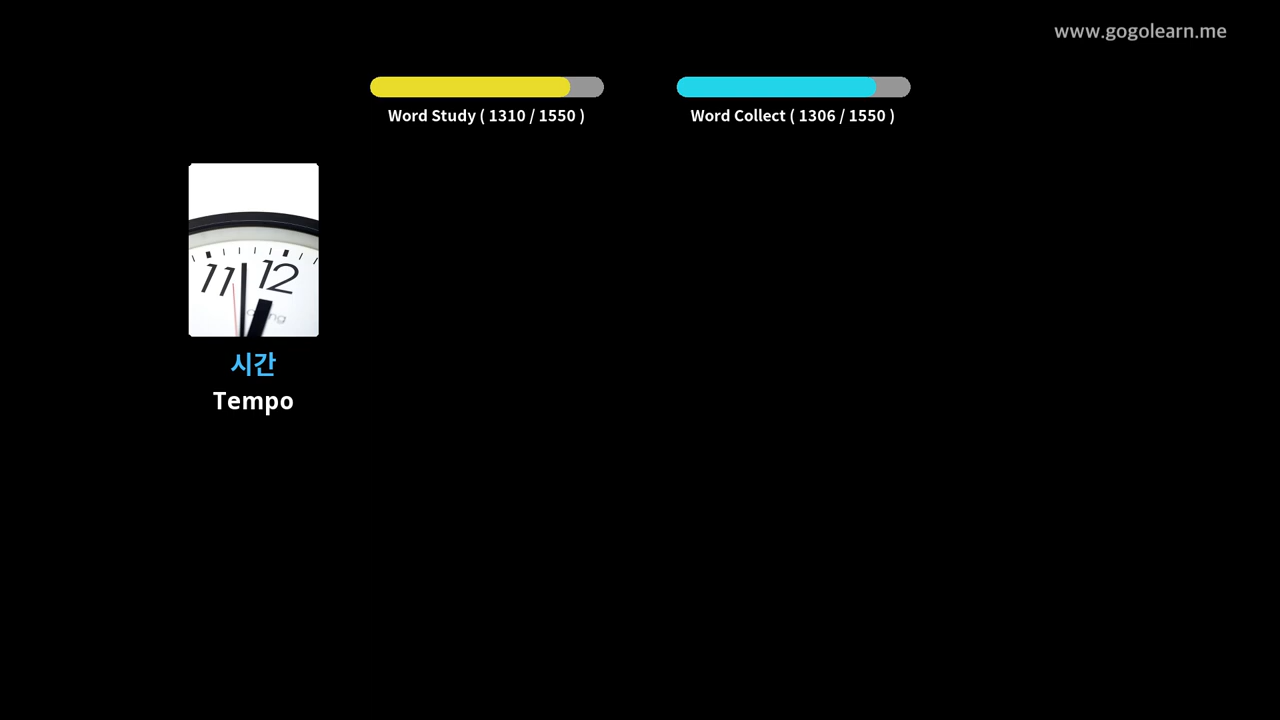 www.gogolearn.me
Word Study ( 1310 / 1550 )
Word Collect ( 1306 / 1550 )
11 12
시간
Tempo